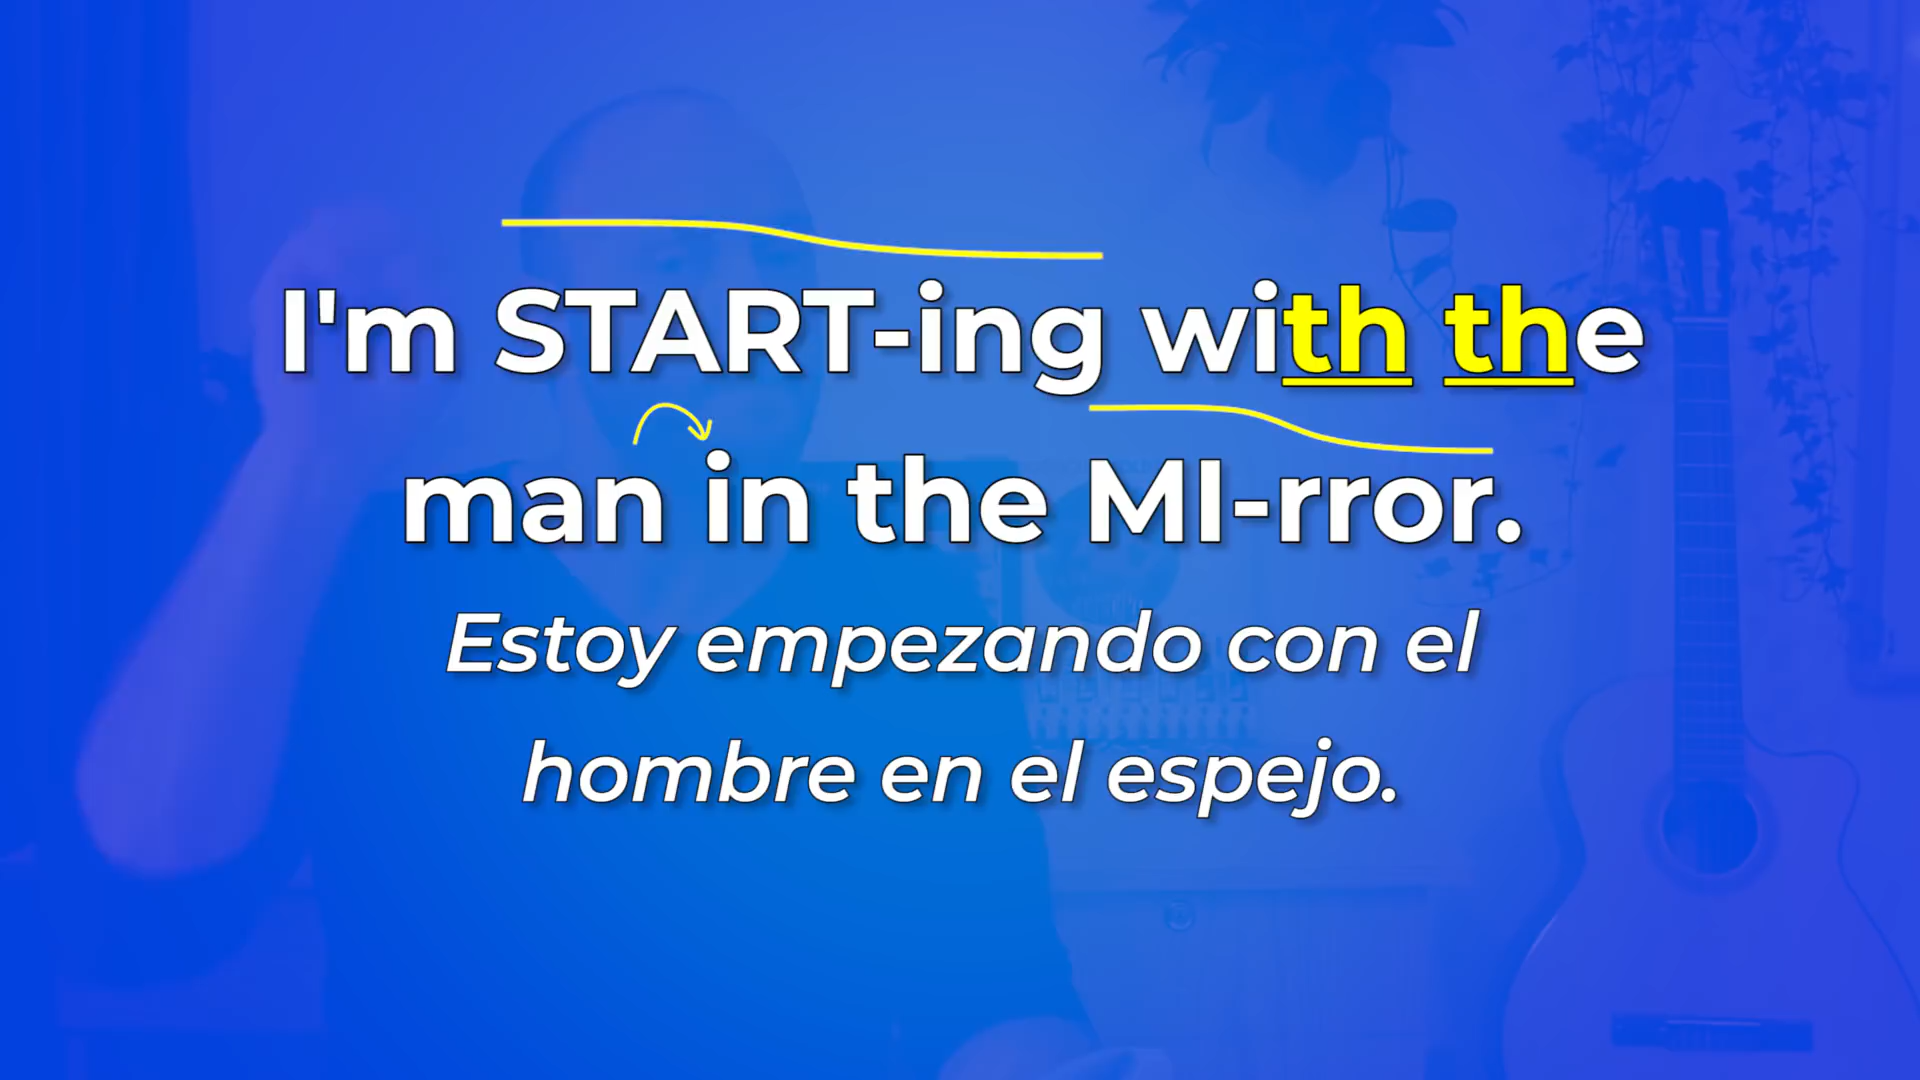 I'm START-ing with the
man in the MI-rror.
Estoy empezando con el
hombre en el espejo.